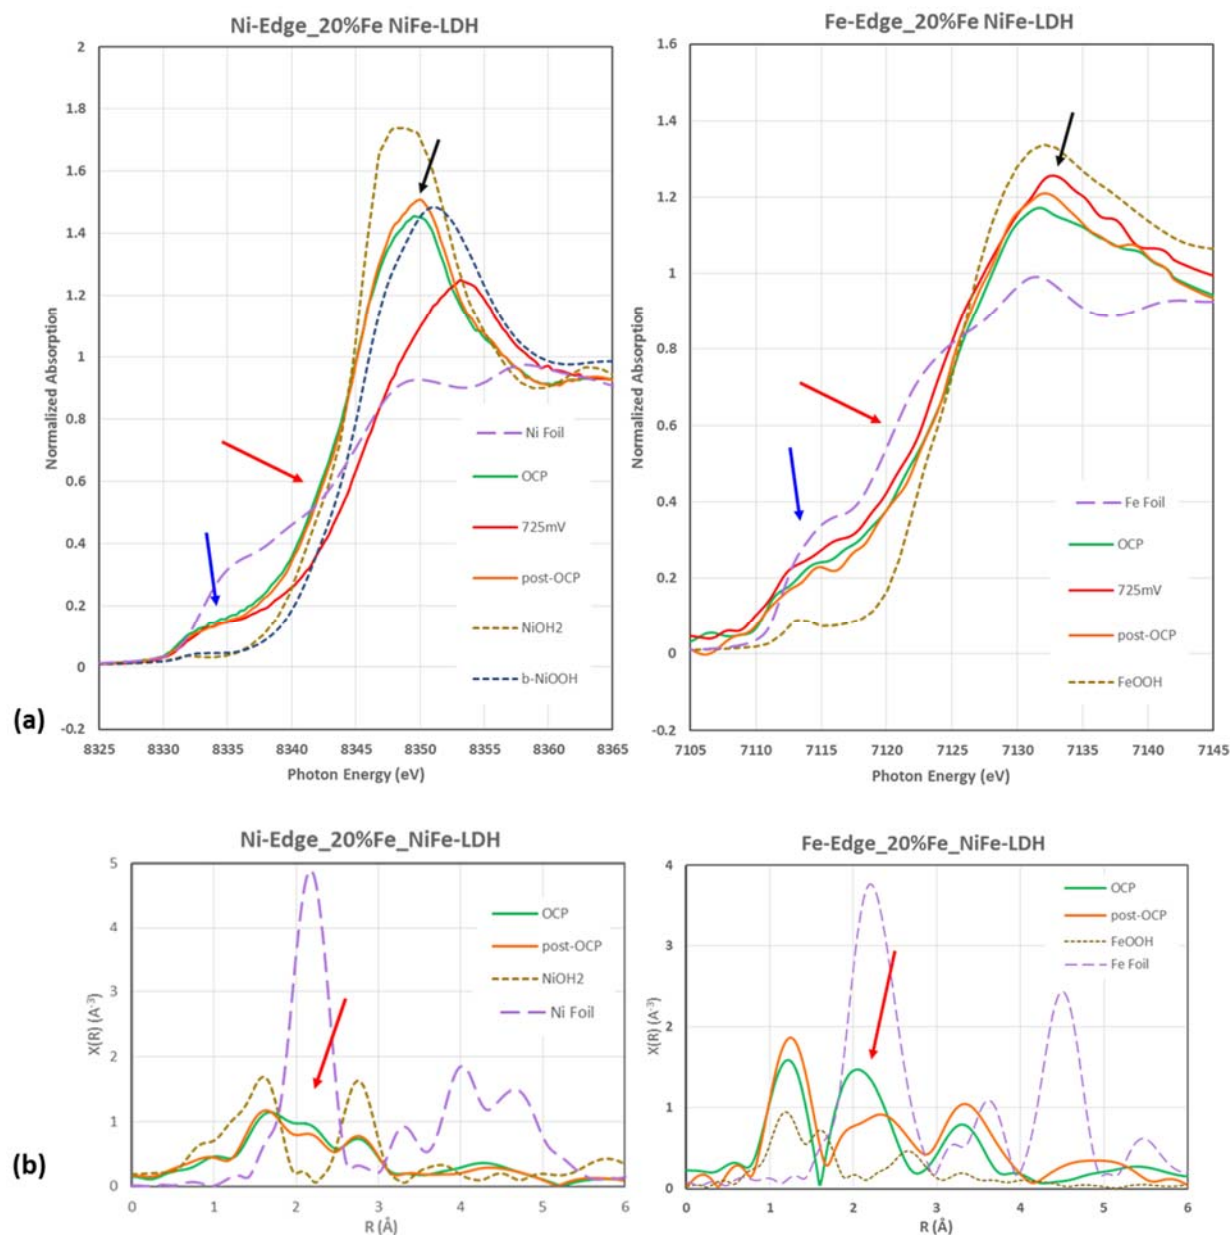 Ni-Edge_20%Fe NiFe-LDH
2
1.8
1.6
1.4
1.2
1
0.8
0.6
0.4
0.2
0
-0.2
Normalized Absorption
Ni Foil
OCP
725mV
post-OCP
NiOH2
b-NiOOH
8325 8330 8335 8340 8345 8350 8355 8360 8365
Photon Energy (eV)
(a)
Fe-Edge_20%Fe NiFe-LDH
1.6
1.4
1.2
1
0.8
0.6
0.4
0.2
0
-0.2
Normalized Absorption
Fe Foil
OCP
725mV
post-OCP
FeOOH
7105 7110 7115 7120 7125 7130 7135 7140 7145
Photon Energy (eV)
Ni-Edge_20%Fe_NiFe-LDH
5
4
3
2
1
0
X(R) (A⁻³)
OCP
post-OCP
NiOH2
Ni Foil
0 1 2 3 4 5 6
R (Å)
(b)
Fe-Edge_20%Fe_NiFe-LDH
4
3
2
1
0
X(R) (A⁻³)
OCP
post-OCP
FeOOH
Fe Foil
0 1 2 3 4 5 6
R (Å)